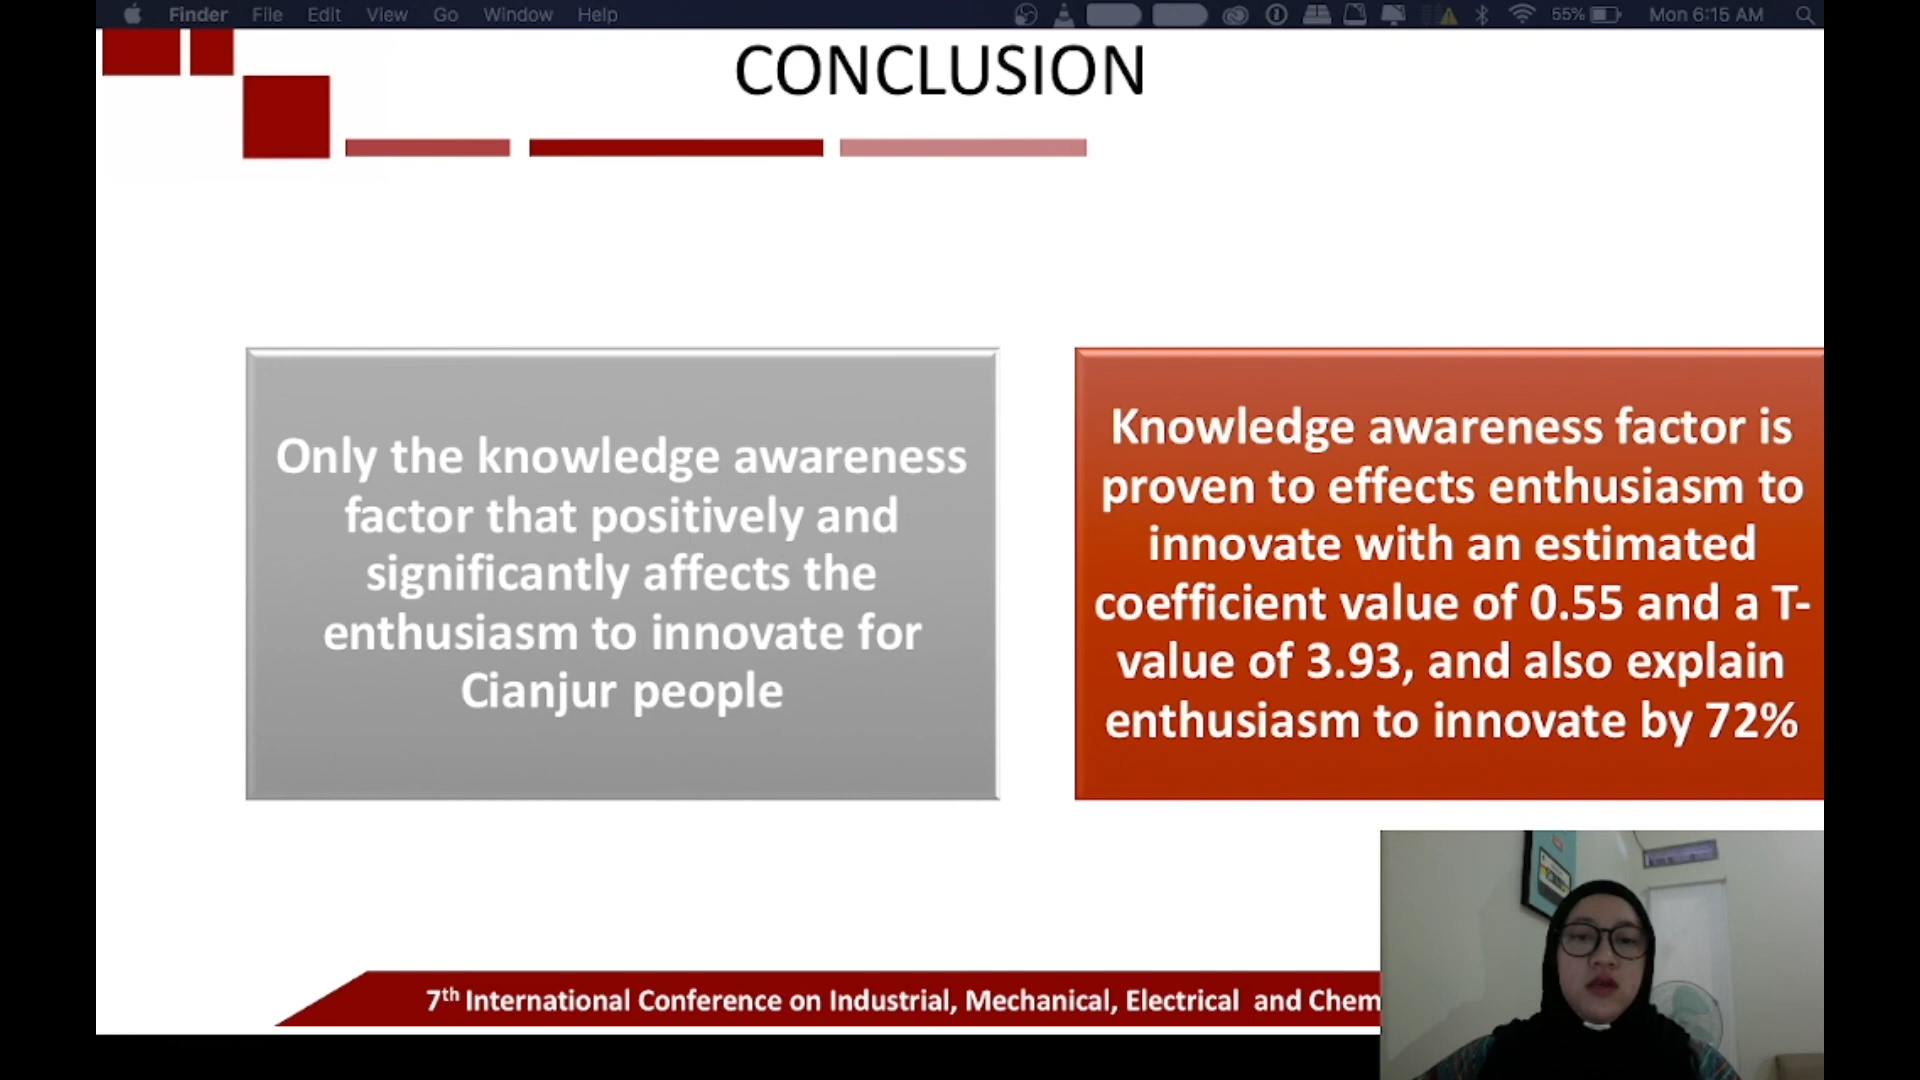 Finder File Edit View Go Window Help 55% Mon 6:15 AM
CONCLUSION
Only the knowledge awareness
factor that positively and
significantly affects the
enthusiasm to innovate for
Cianjur people
Knowledge awareness factor is
proven to effects enthusiasm to
innovate with an estimated
coefficient value of 0.55 and a T-
value of 3.93, and also explain
enthusiasm to innovate by 72%
7th International Conference on Industrial, Mechanical, Electrical and Chem